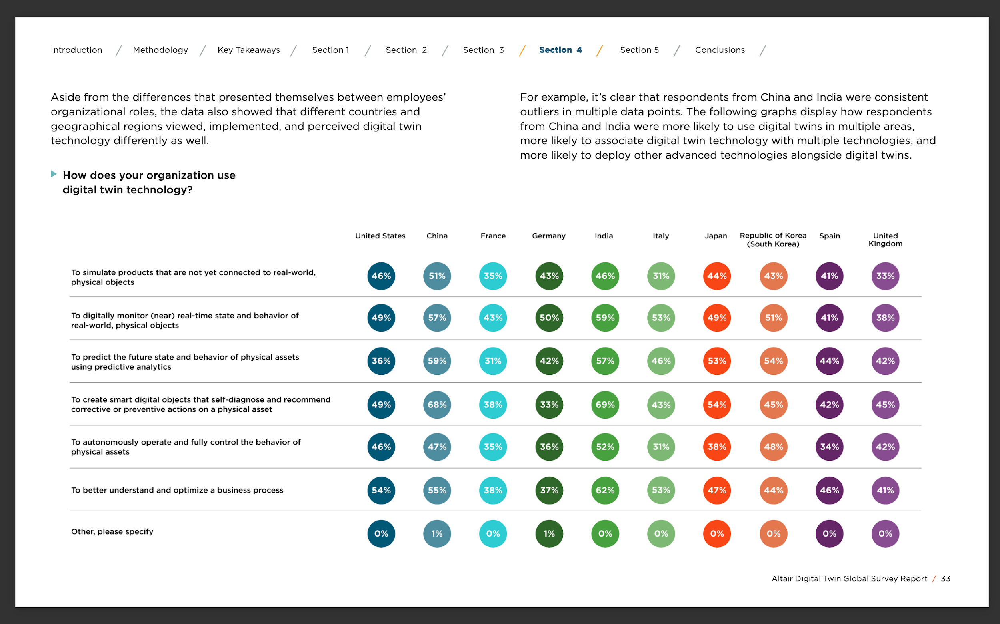 Introduction / Methodology / Key Takeaways / Section 1 / Section 2 / Section 3 / Section 4 / Section 5 / Conclusions /
Aside from the differences that presented themselves between employees’
organizational roles, the data also showed that different countries and
geographical regions viewed, implemented, and perceived digital twin
technology differently as well.
For example, it’s clear that respondents from China and India were consistent
outliers in multiple data points. The following graphs display how respondents
from China and India were more likely to use digital twins in multiple areas,
more likely to associate digital twin technology with multiple technologies, and
more likely to deploy other advanced technologies alongside digital twins.
How does your organization use
digital twin technology?
United States China France Germany India Italy Japan Republic of Korea Spain United
(South Korea) Kingdom
To simulate products that are not yet connected to real-world,
physical objects
46% 51% 35% 43% 46% 31% 44% 43% 41% 33%
To digitally monitor (near) real-time state and behavior of
real-world, physical objects
49% 57% 43% 50% 59% 53% 49% 51% 41% 38%
To predict the future state and behavior of physical assets
using predictive analytics
36% 59% 31% 42% 57% 46% 53% 54% 44% 42%
To create smart digital objects that self-diagnose and recommend
corrective or preventive actions on a physical asset
49% 68% 38% 33% 69% 43% 54% 45% 42% 45%
To autonomously operate and fully control the behavior of
physical assets
46% 47% 35% 36% 52% 31% 38% 48% 34% 42%
To better understand and optimize a business process
54% 55% 38% 37% 62% 53% 47% 44% 46% 41%
Other, please specify
0% 1% 0% 1% 0% 0% 0% 0% 0% 0%
Altair Digital Twin Global Survey Report / 33